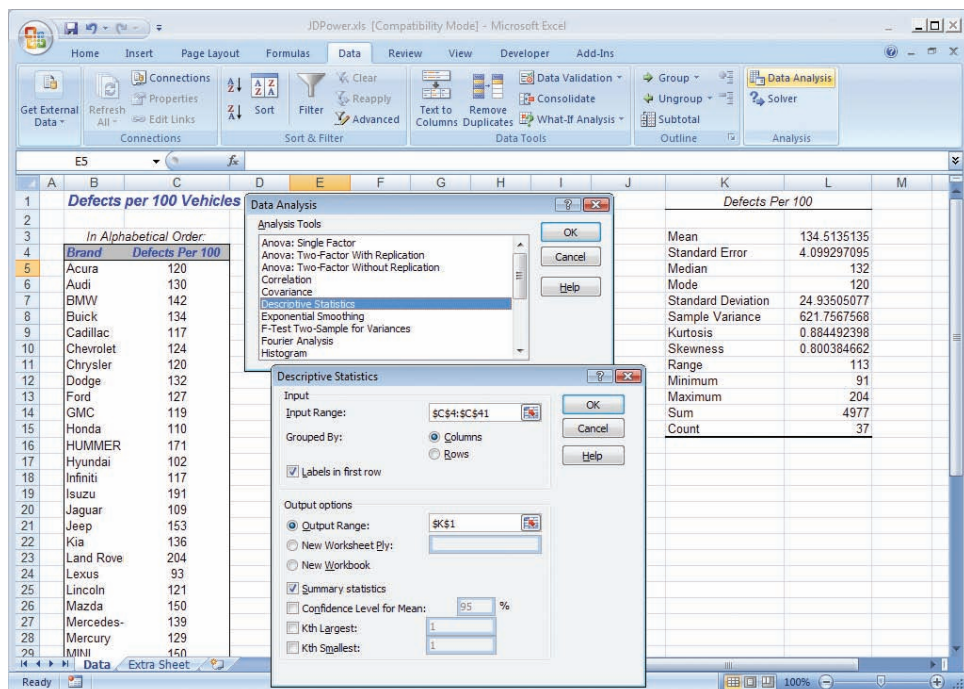 JDPower.xls [Compatibility Mode] - Microsoft Excel
Home Insert Page Layout Formulas Data Review View Developer Add-Ins
Get External Data
Refresh All
Connections
Properties
Edit Links
Connections
Sort
Filter
Clear
Reapply
Advanced
Sort & Filter
Text to Columns
Remove Duplicates
Data Validation
Consolidate
What-If Analysis
Data Tools
Group
Ungroup
Subtotal
Outline
Data Analysis
Solver
Analysis
E5 fx
A B C D E F G H I J K L M
1 Defects per 100 Vehicles
2
3 In Alphabetical Order:
4 Brand Defects Per 100
5 Acura 120
6 Audi 130
7 BMW 142
8 Buick 134
9 Cadillac 117
10 Chevrolet 124
11 Chrysler 120
12 Dodge 132
13 Ford 127
14 GMC 119
15 Honda 110
16 HUMMER 171
17 Hyundai 102
18 Infiniti 117
19 Isuzu 191
20 Jaguar 109
21 Jeep 153
22 Kia 136
23 Land Rove 204
24 Lexus 93
25 Lincoln 121
26 Mazda 150
27 Mercedes- 139
28 Mercury 129
29 MINI 150
Data Analysis
Analysis Tools
Anova: Single Factor
Anova: Two-Factor With Replication
Anova: Two-Factor Without Replication
Correlation
Covariance
Descriptive Statistics
Exponential Smoothing
F-Test Two-Sample for Variances
Fourier Analysis
Histogram
OK
Cancel
Help
Descriptive Statistics
Input
Input Range: $C$4:$C$41
Grouped By: Columns
Rows
Labels in first row
OK
Cancel
Help
Output options
Output Range: $K$1
New Worksheet Ply:
New Workbook
Summary statistics
Confidence Level for Mean: 95 %
Kth Largest: 1
Kth Smallest: 1
Defects Per 100
Mean 134.5135135
Standard Error 4.099297095
Median 132
Mode 120
Standard Deviation 24.93505077
Sample Variance 621.7567568
Kurtosis 0.884492398
Skewness 0.800384662
Range 113
Minimum 91
Maximum 204
Sum 4977
Count 37
Data Extra Sheet
Ready 100%